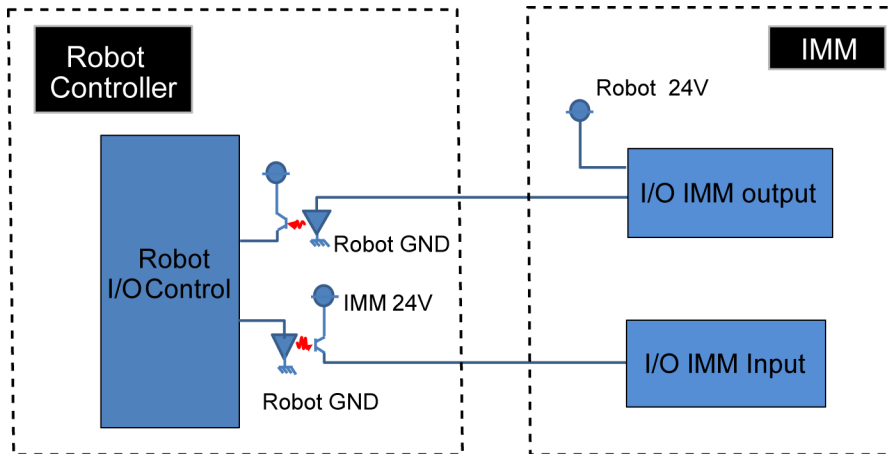 Robot
Controller
IMM
Robot 24V
I/O IMM output
Robot GND
Robot
I/O Control
IMM 24V
I/O IMM Input
Robot GND